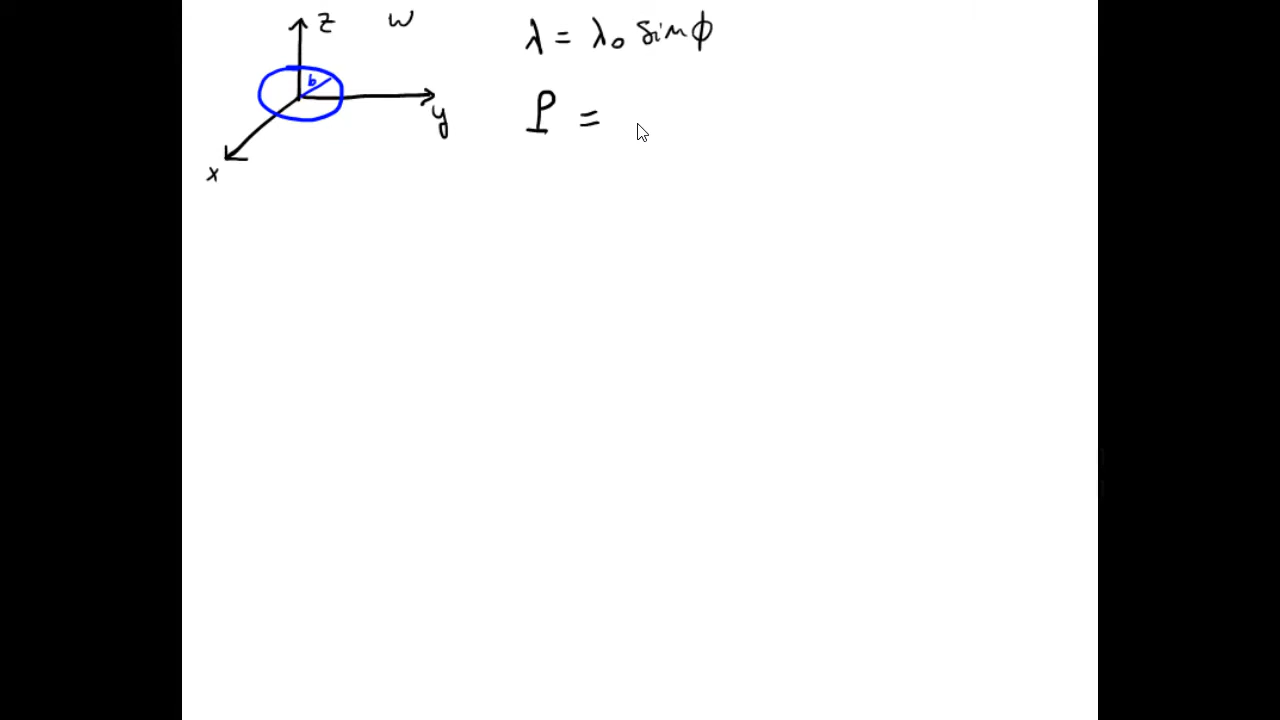 z
ω
b
y
x
λ = λ₀ sin ϕ
P =